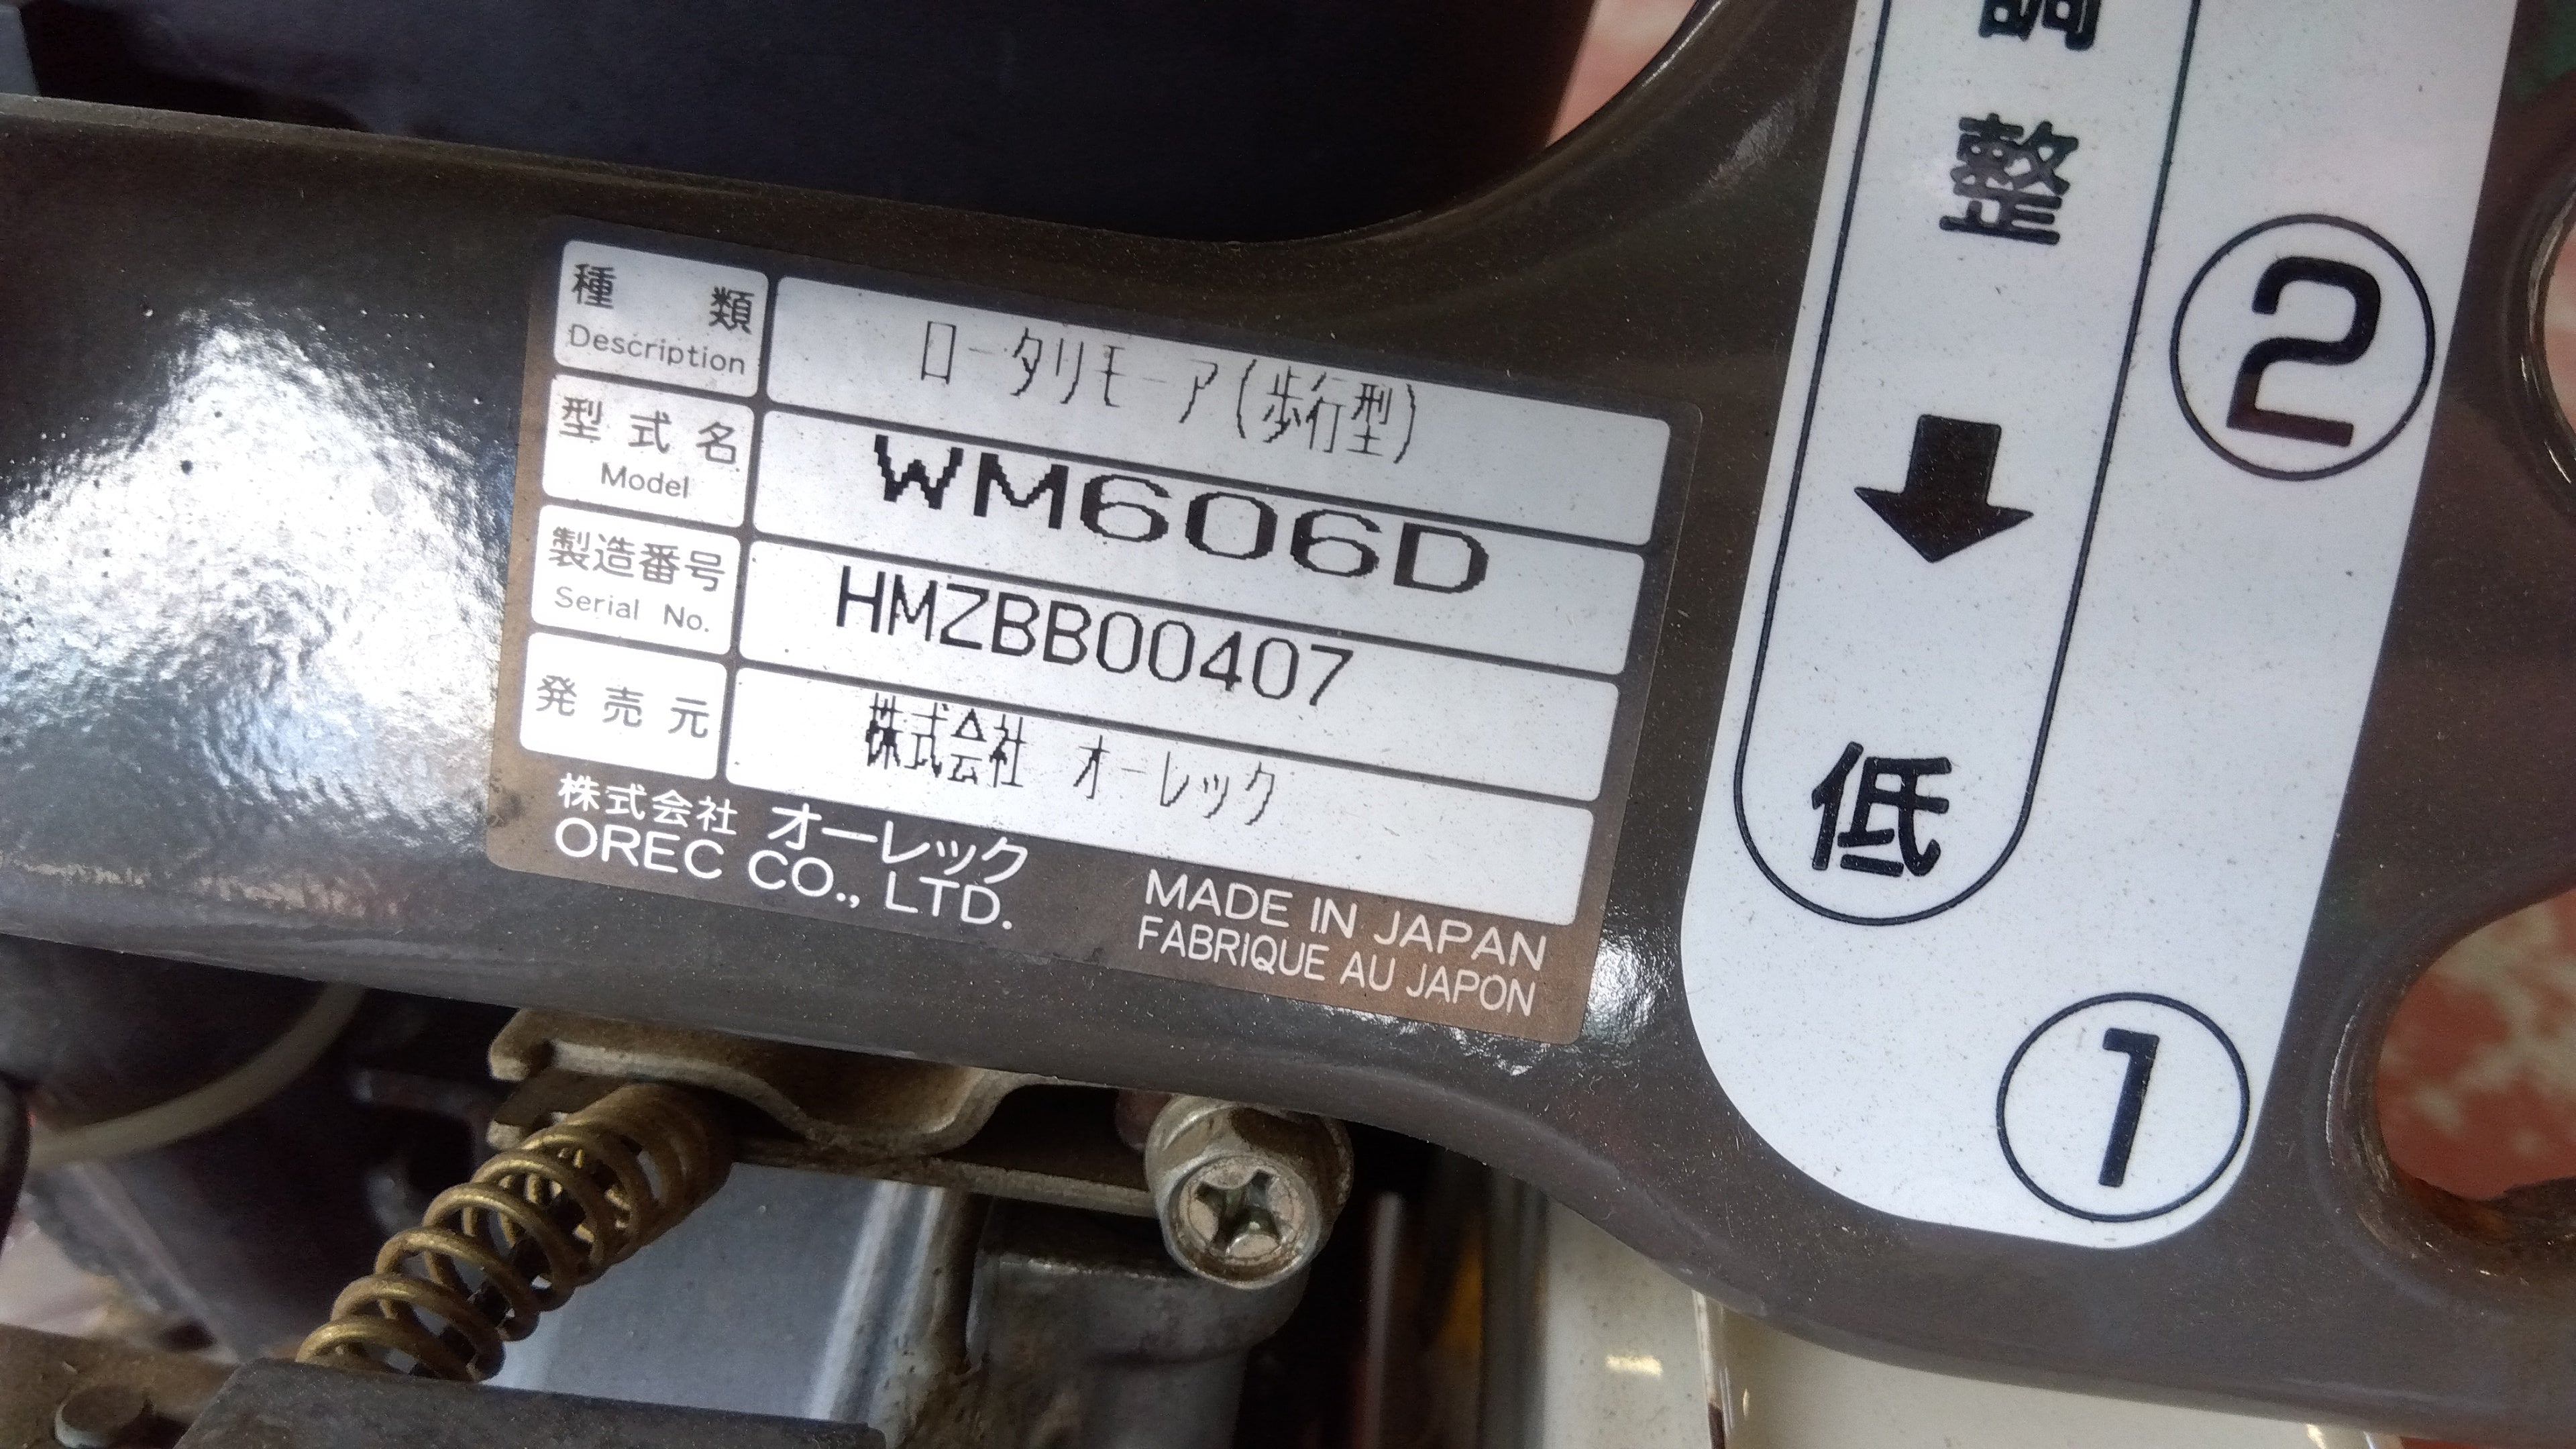 種類 ロータリモーア(歩行型)
Description
型式名 WM606D
Model
製造番号 HMZBB00407
Serial No.
発売元 株式会社 オーレック
株式会社 オーレック
OREC CO., LTD.
MADE IN JAPAN
FABRIQUE AU JAPON
調
整
↓
低
②
①